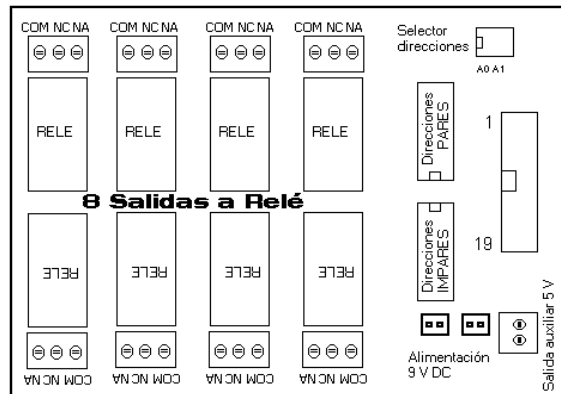 COM NC NA
COM NC NA
COM NC NA
COM NC NA
Selector
direcciones
A0 A1
RELE
RELE
RELE
RELE
Direcciones
PARES
1
8 Salidas a Relé
RELE
RELE
RELE
RELE
Direcciones
IMPARES
19
Alimentación
9 V DC
Salida auxiliar 5 V
COM NC NA
COM NC NA
COM NC NA
COM NC NA